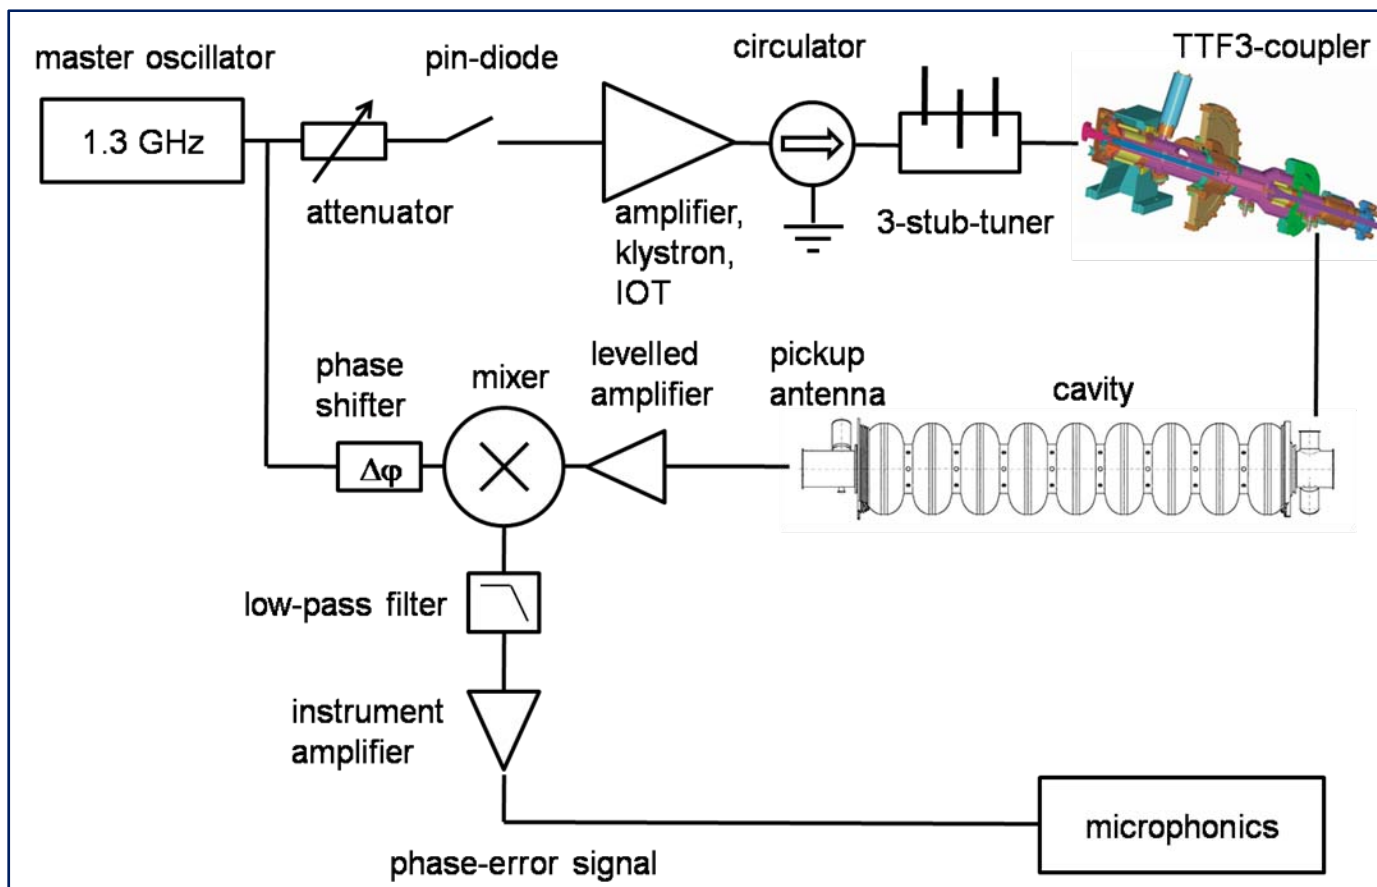 master oscillator
1.3 GHz
attenuator
pin-diode
amplifier,
klystron,
IOT
circulator
3-stub-tuner
TTF3-coupler
phase
shifter
Δφ
mixer
levelled
amplifier
pickup
antenna
cavity
low-pass filter
instrument
amplifier
phase-error signal
microphonics